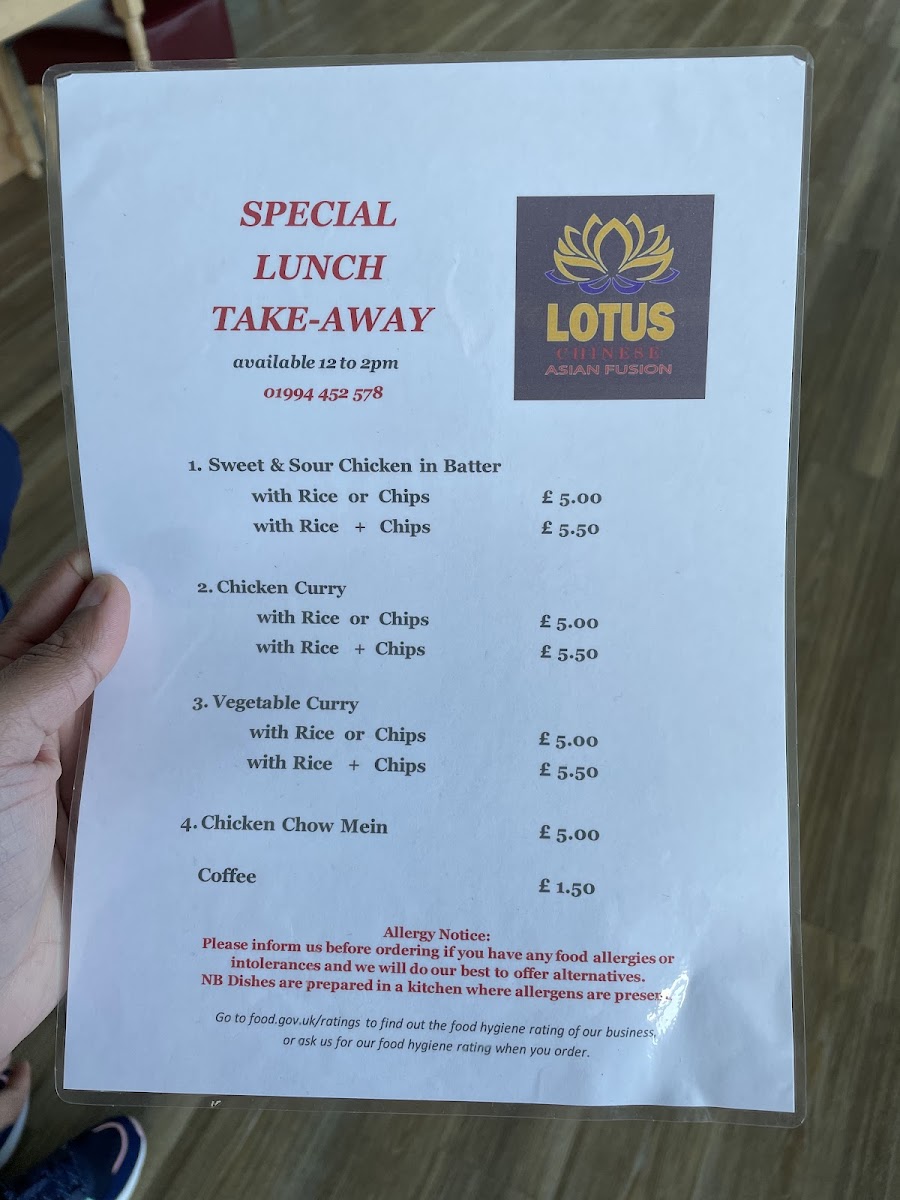 SPECIAL
LUNCH
TAKE-AWAY
available 12 to 2pm
01994 452 578
LOTUS
CHINESE
ASIAN FUSION
1. Sweet & Sour Chicken in Batter
with Rice or Chips £ 5.00
with Rice + Chips £ 5.50
2. Chicken Curry
with Rice or Chips £ 5.00
with Rice + Chips £ 5.50
3. Vegetable Curry
with Rice or Chips £ 5.00
with Rice + Chips £ 5.50
4. Chicken Chow Mein £ 5.00
Coffee £ 1.50
Allergy Notice:
Please inform us before ordering if you have any food allergies or
intolerances and we will do our best to offer alternatives.
NB Dishes are prepared in a kitchen where allergens are present.
Go to food.gov.uk/ratings to find out the food hygiene rating of our business,
or ask us for our food hygiene rating when you order.